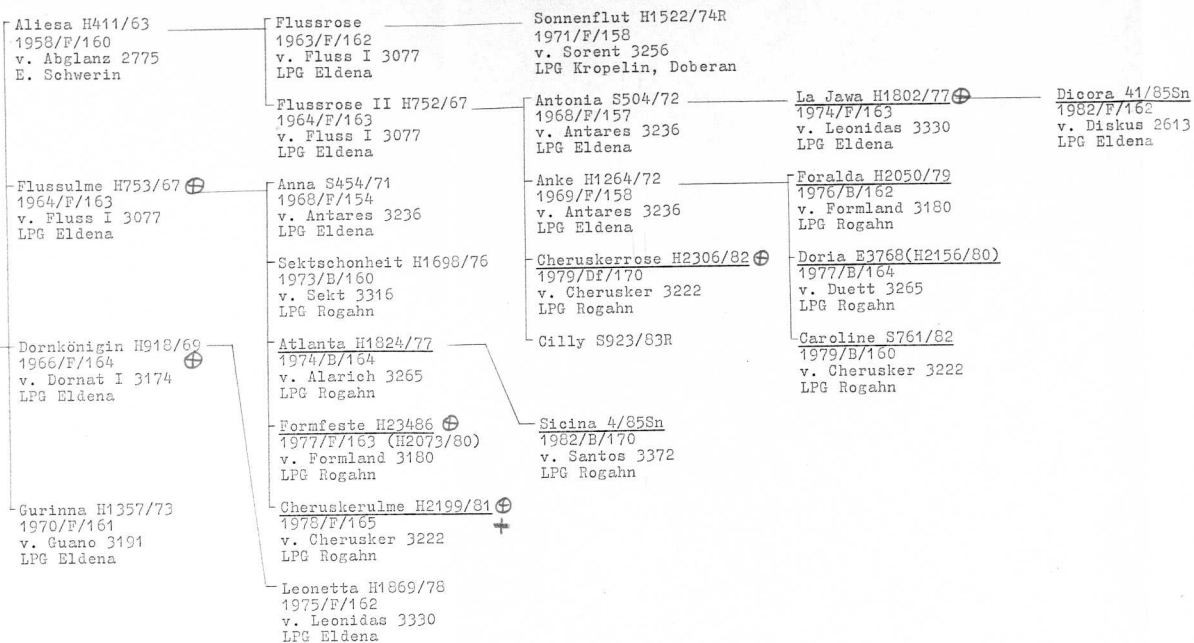 Aliesa H411/63
1958/F/160
v. Abglanz 2775
E. Schwerin
Flussulme H753/67
1964/F/163
v. Fluss I 3077
LPG Eldena
Dornkönigin H918/69
1966/F/164
v. Dornat I 3174
LPG Eldena
Gurinna H1357/73
1970/F/161
v. Guano 3191
LPG Eldena
Flussrose
1963/F/162
v. Fluss I 3077
LPG Eldena
Flussrose II H752/67
1964/F/163
v. Fluss I 3077
LPG Eldena
Anna S454/71
1968/F/154
v. Antares 3236
LPG Eldena
Sektschonheit H1698/76
1973/B/160
v. Sekt 3316
LPG Rogahn
Atlanta H1824/77
1974/B/164
v. Alarich 3265
LPG Rogahn
Formfeste H23486
1977/F/163 (H2073/80)
v. Formland 3180
LPG Rogahn
Cheruskerulme H2199/81
1978/F/165
v. Cherusker 3222
LPG Rogahn
Leonetta H1869/78
1975/F/162
v. Leonidas 3330
LPG Eldena
Sonnenflut H1522/74R
1971/F/158
v. Sorent 3256
LPG Kropelin, Doberan
Antonia S504/72
1968/F/157
v. Antares 3236
LPG Eldena
Anke H1264/72
1969/F/158
v. Antares 3236
LPG Eldena
Cheruskerrose H2306/82
1979/Df/170
v. Cherusker 3222
LPG Rogahn
Cilly S923/83R
Sicina 4/85Sn
1982/B/170
v. Santos 3372
LPG Rogahn
La Jawa H1802/77
1974/F/163
v. Leonidas 3330
LPG Eldena
Foralda H2050/79
1976/B/162
v. Formland 3180
LPG Rogahn
Doria E3768(H2156/80)
1977/B/164
v. Duett 3265
LPG Rogahn
Caroline S761/82
1979/B/160
v. Cherusker 3222
LPG Rogahn
Dicora 41/85Sn
1982/F/162
v. Diskus 2613
LPG Eldena